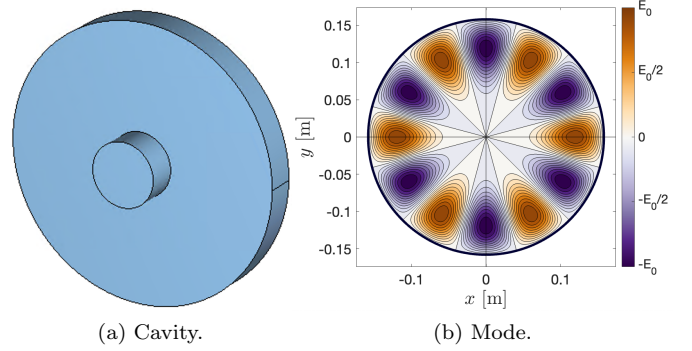 0.15
0.1
0.05
0
-0.05
-0.1
-0.15
y [m]
-0.1 0 0.1
x [m]
E₀
E₀/2
0
-E₀/2
-E₀
(a) Cavity.
(b) Mode.